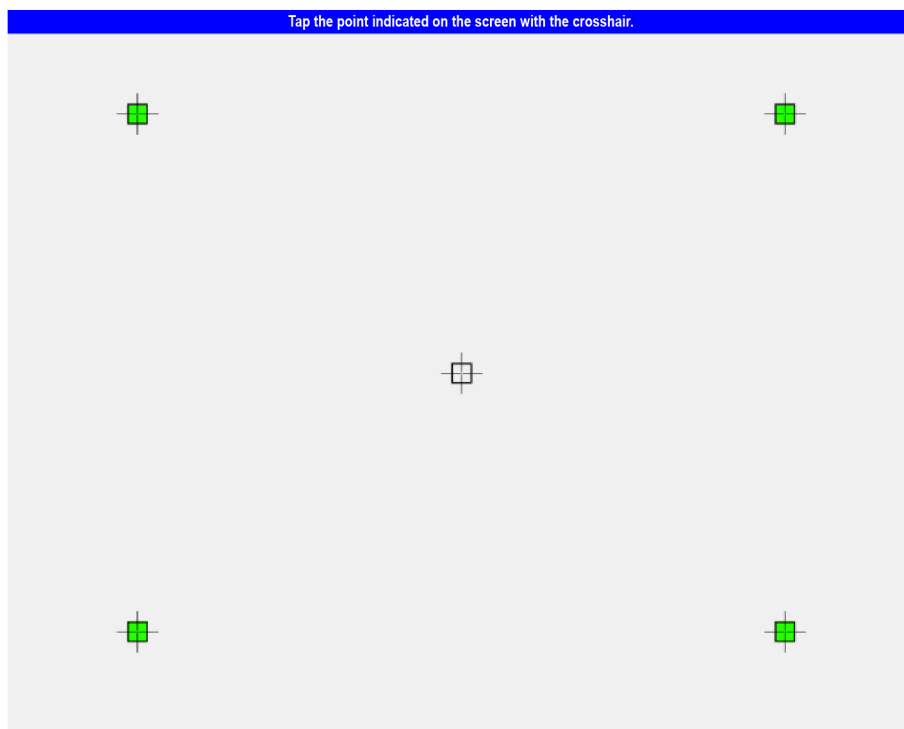 Tap the point indicated on the screen with the crosshair.